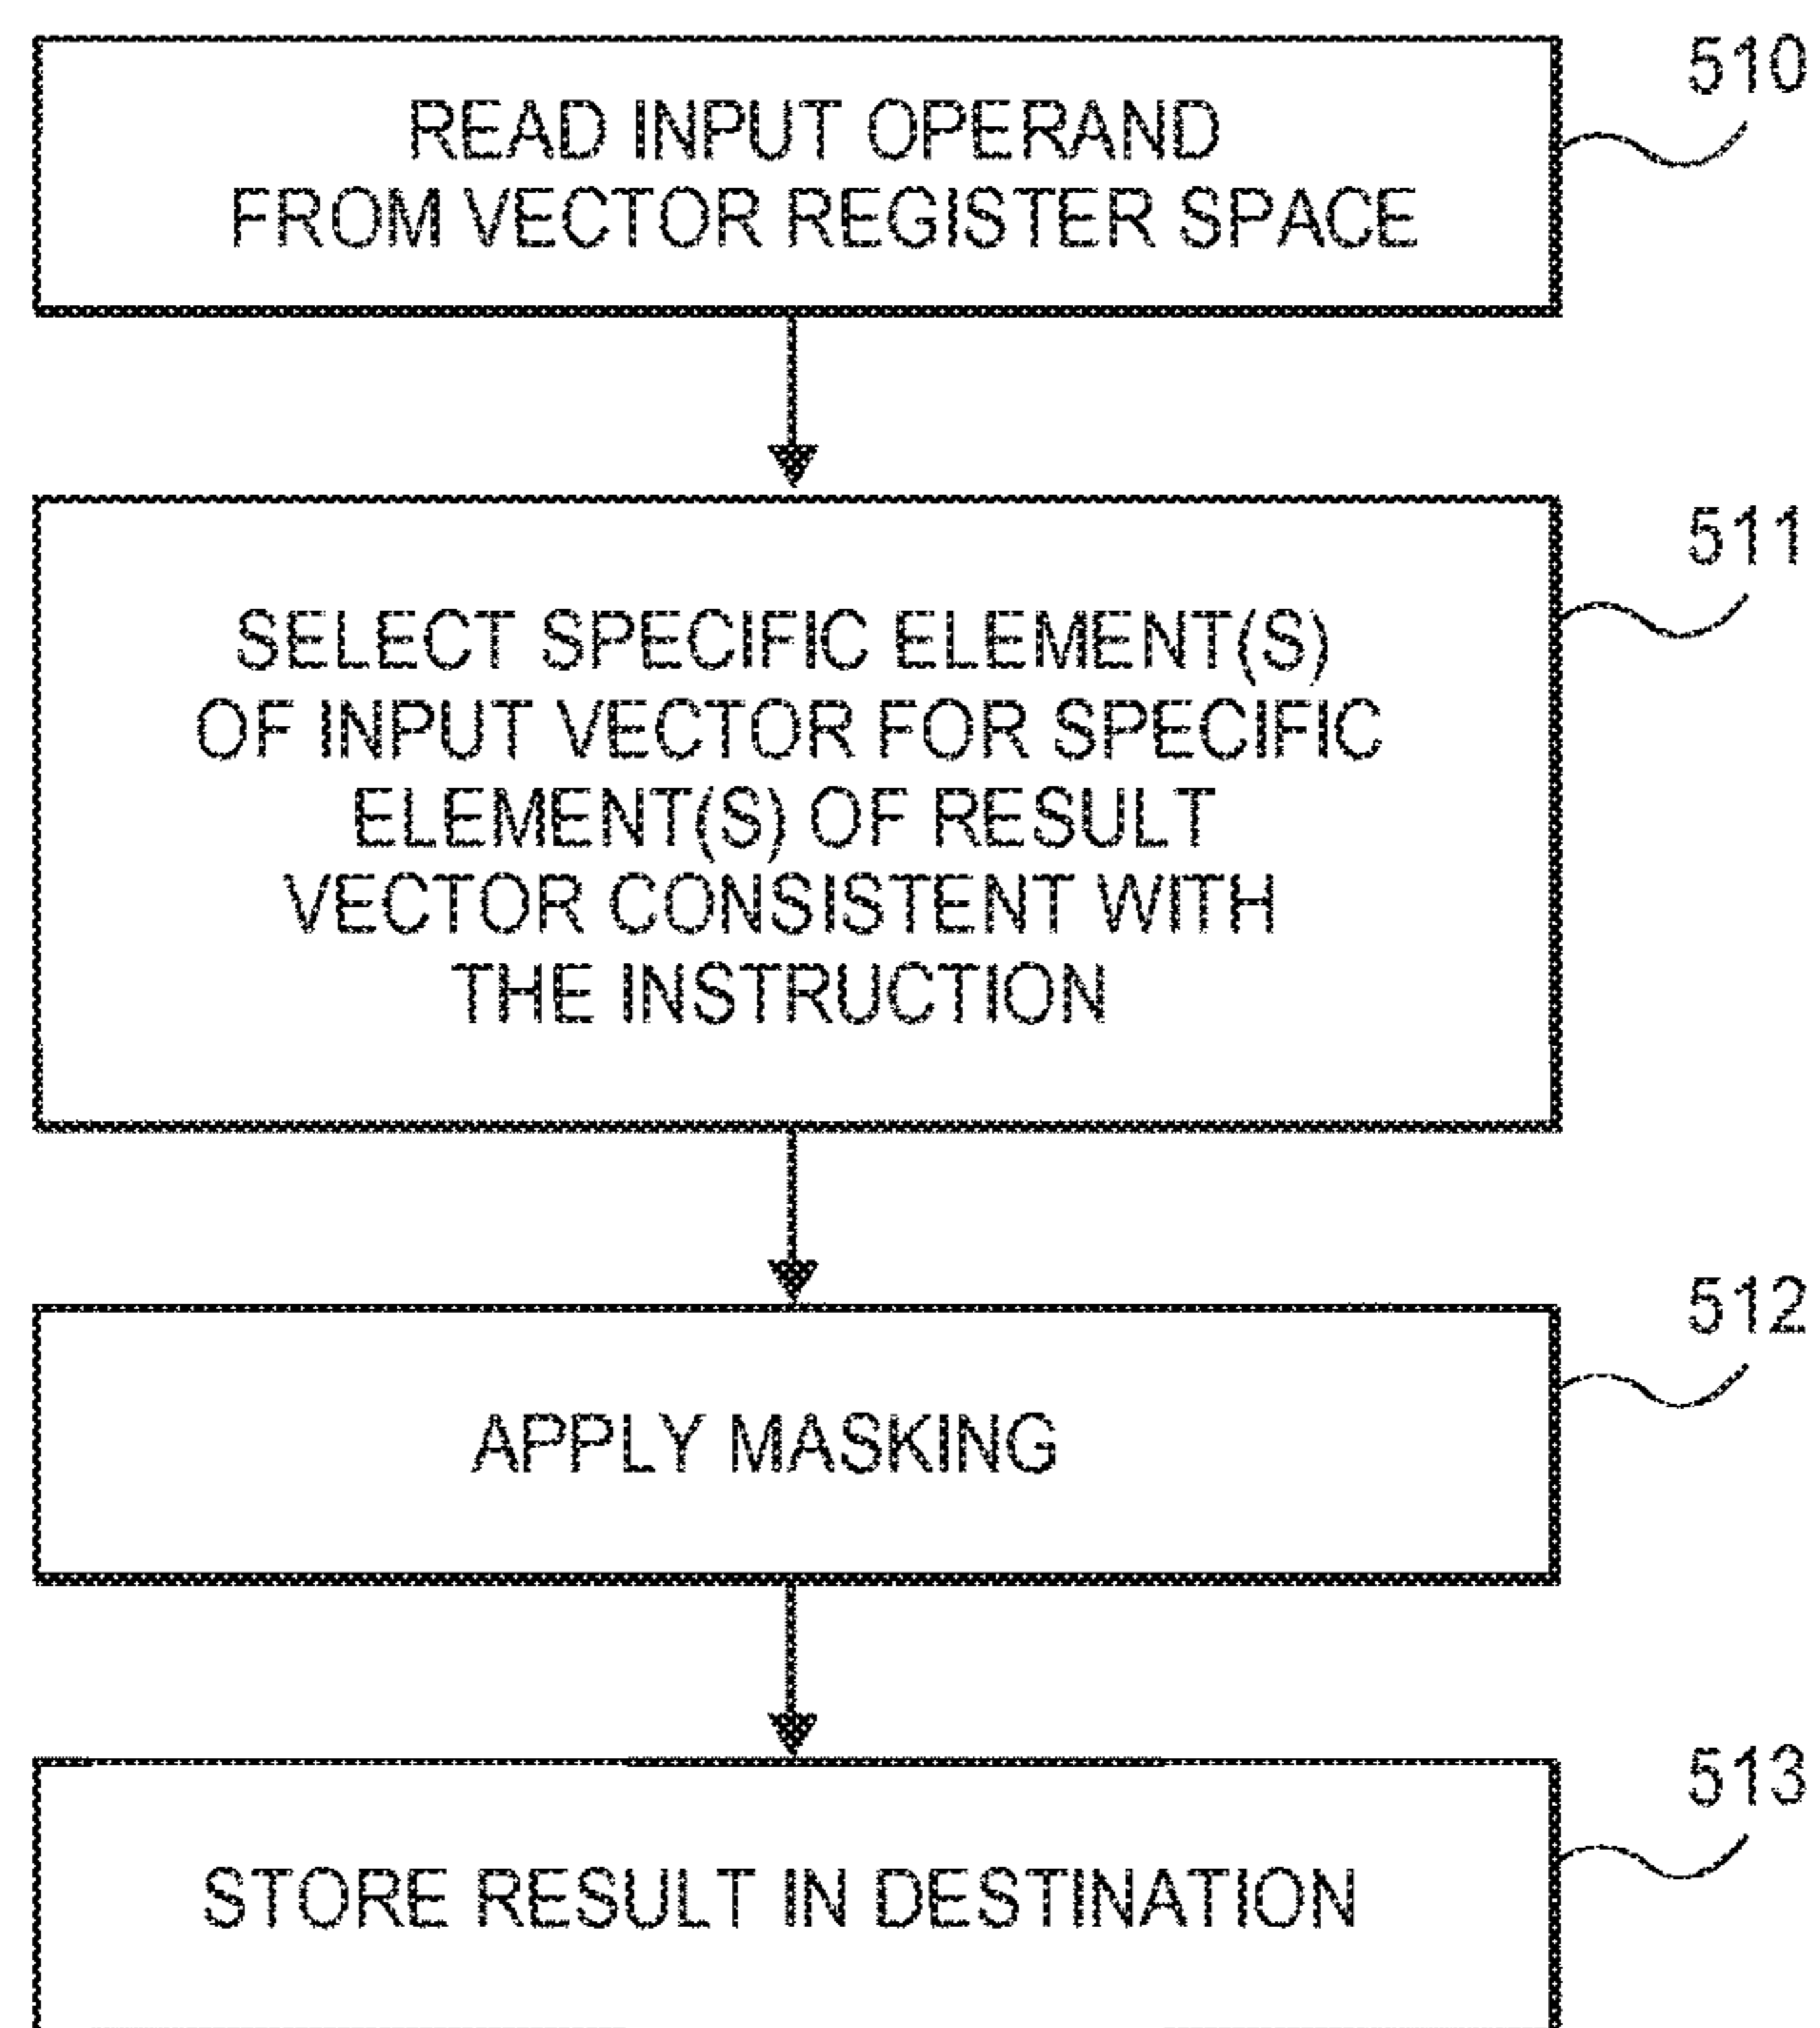 510
READ INPUT OPERAND
FROM VECTOR REGISTER SPACE
511
SELECT SPECIFIC ELEMENT(S)
OF INPUT VECTOR FOR SPECIFIC
ELEMENT(S) OF RESULT
VECTOR CONSISTENT WITH
THE INSTRUCTION
512
APPLY MASKING
513
STORE RESULT IN DESTINATION